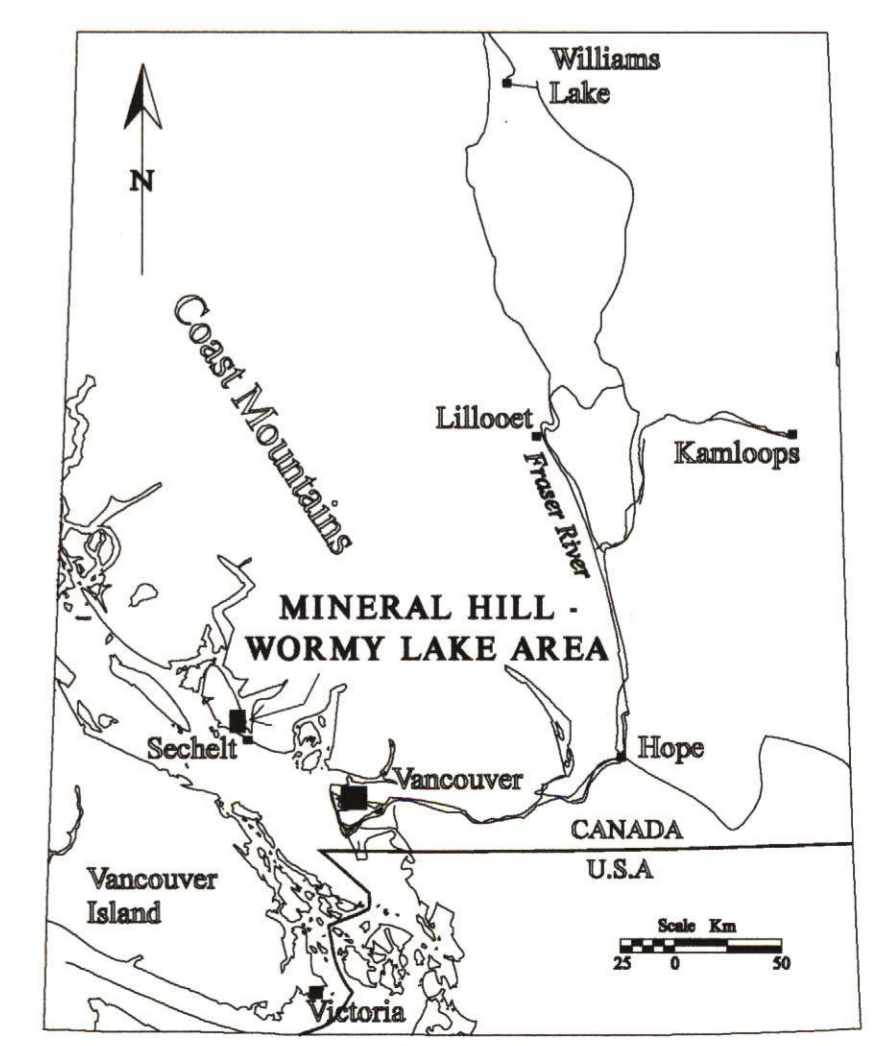 Williams
Lake
N
Coast Mountains
Lillooet
Kamloops
Fraser River
MINERAL HILL -
WORMY LAKE AREA
Sechelt
Hope
Vancouver
CANADA
U.S.A
Vancouver
Island
Scale Km
25 0 50
Victoria